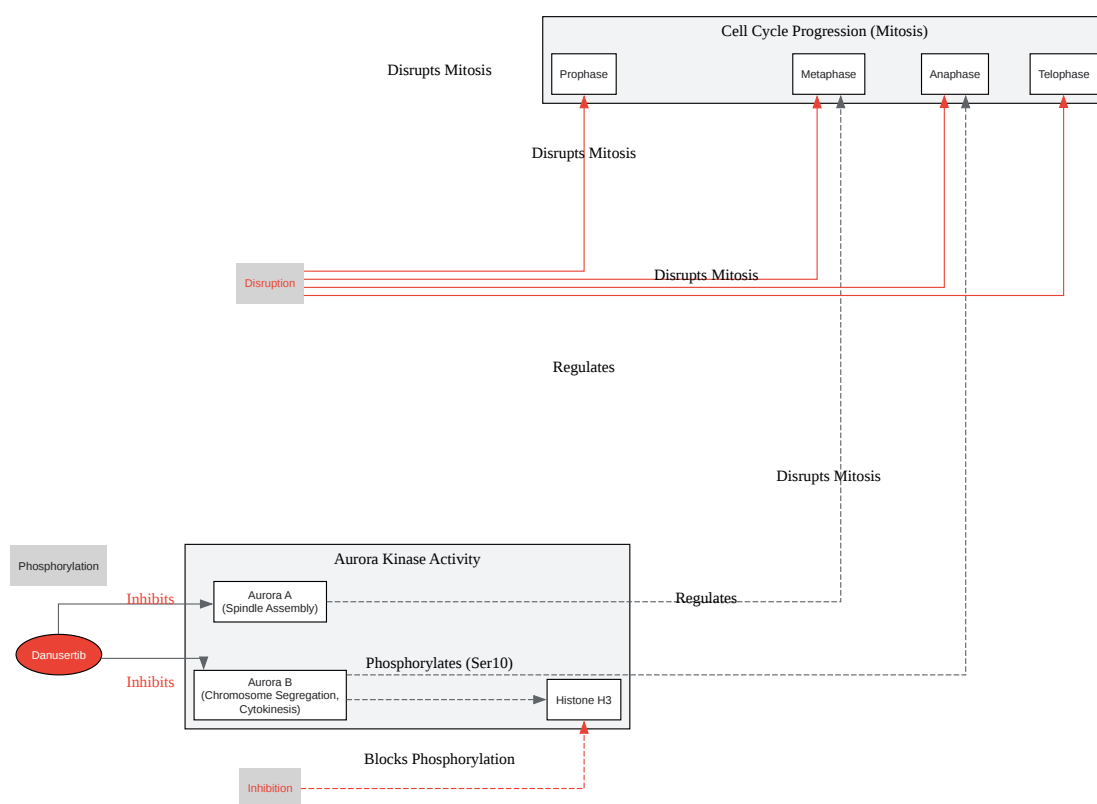 Cell Cycle Progression (Mitosis)
Disrupts Mitosis
Prophase
Metaphase
Anaphase
Telophase
Disrupts Mitosis
Disrupts Mitosis
Disruption
Regulates
Disrupts Mitosis
Aurora Kinase Activity
Phosphorylation
Inhibits
Aurora A
(Spindle Assembly)
Regulates
Danusertib
Phosphorylates (Ser10)
Inhibits
Aurora B
(Chromosome Segregation,
Cytokinesis)
Histone H3
Blocks Phosphorylation
Inhibition